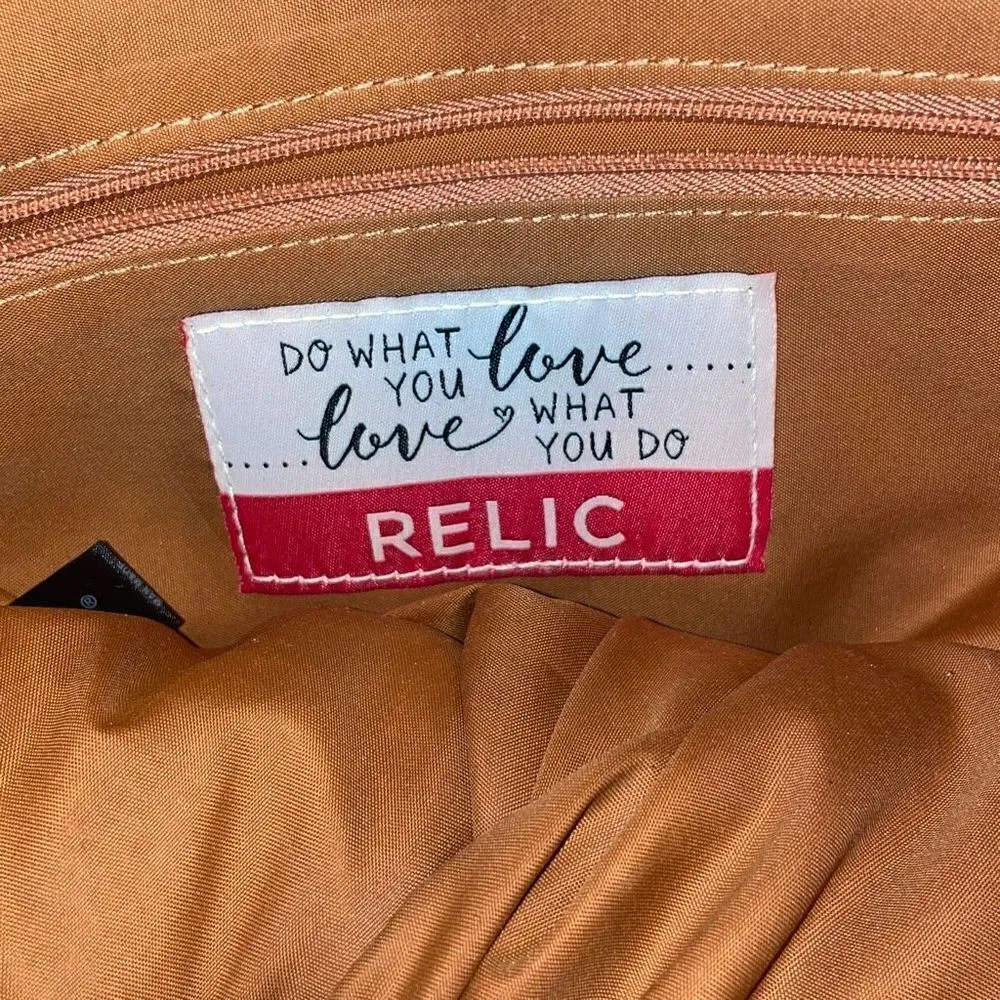 DO WHAT love.....
YOU
.....love WHAT
YOU DO
RELIC
®